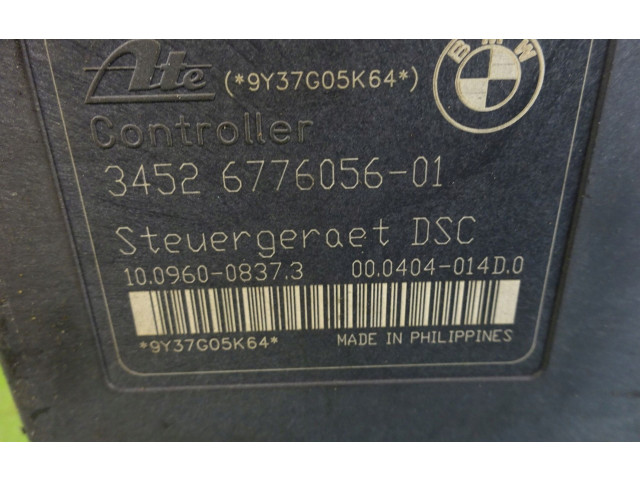 Ate (*9Y37G05K64*) BMW
Controller
3452 6776056-01
Steuergeraet DSC
10.0960-0837.3 00.0404-014D.0
*9Y37G05K64* MADE IN PHILIPPINES